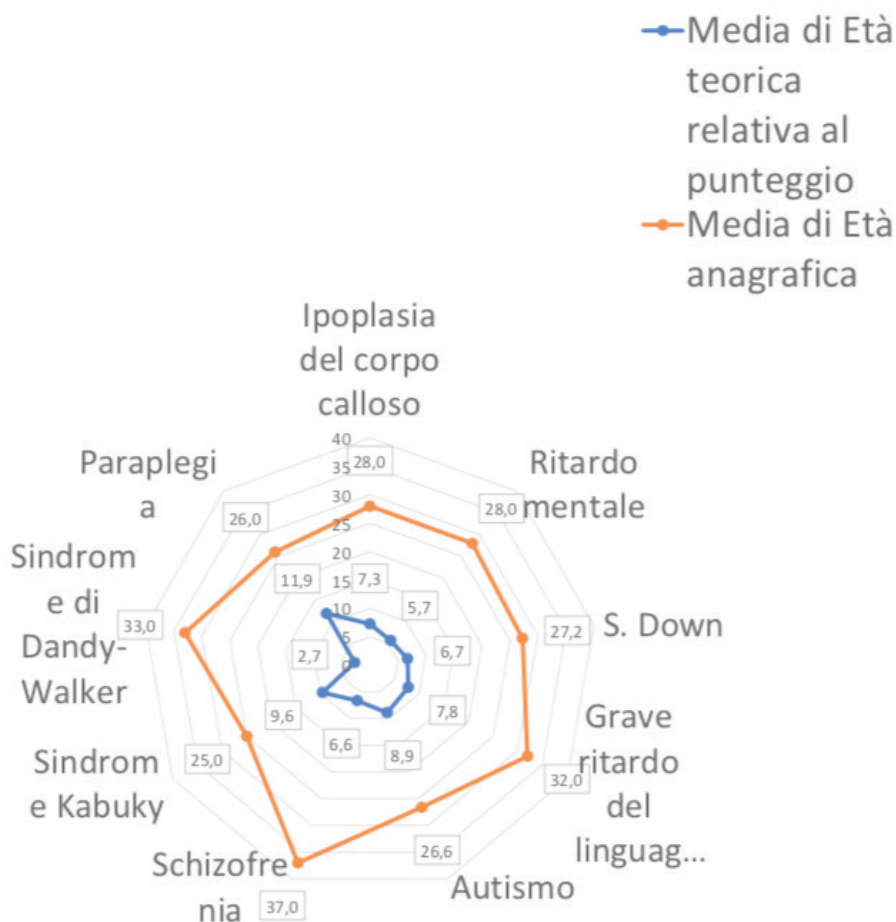 Media di Età
teorica
relativa al
punteggio
Media di Età
anagrafica
Ipoplasia
del corpo
calloso
40
28,0
35
30
25
20
15
7,3
10
5
0
Ritardo
mentale
28,0
5,7
S. Down
27,2
6,7
Grave
ritardo
del
linguag...
32,0
7,8
Autismo
26,6
8,9
Schizofre
nia
37,0
6,6
Sindrom
e Kabuky
25,0
9,6
Sindrom
e di
Dandy-
Walker
33,0
2,7
Paraplegi
a
26,0
11,9